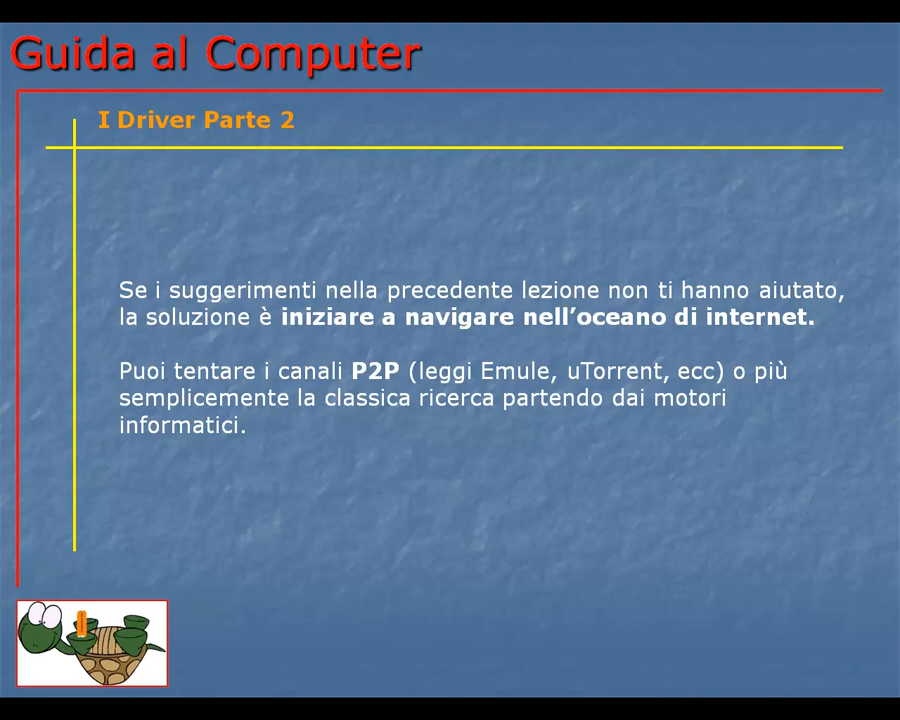 Guida al Computer
I Driver Parte 2
Se i suggerimenti nella precedente lezione non ti hanno aiutato,
la soluzione è iniziare a navigare nell’oceano di internet.
Puoi tentare i canali P2P (leggi Emule, uTorrent, ecc) o più
semplicemente la classica ricerca partendo dai motori
informatici.